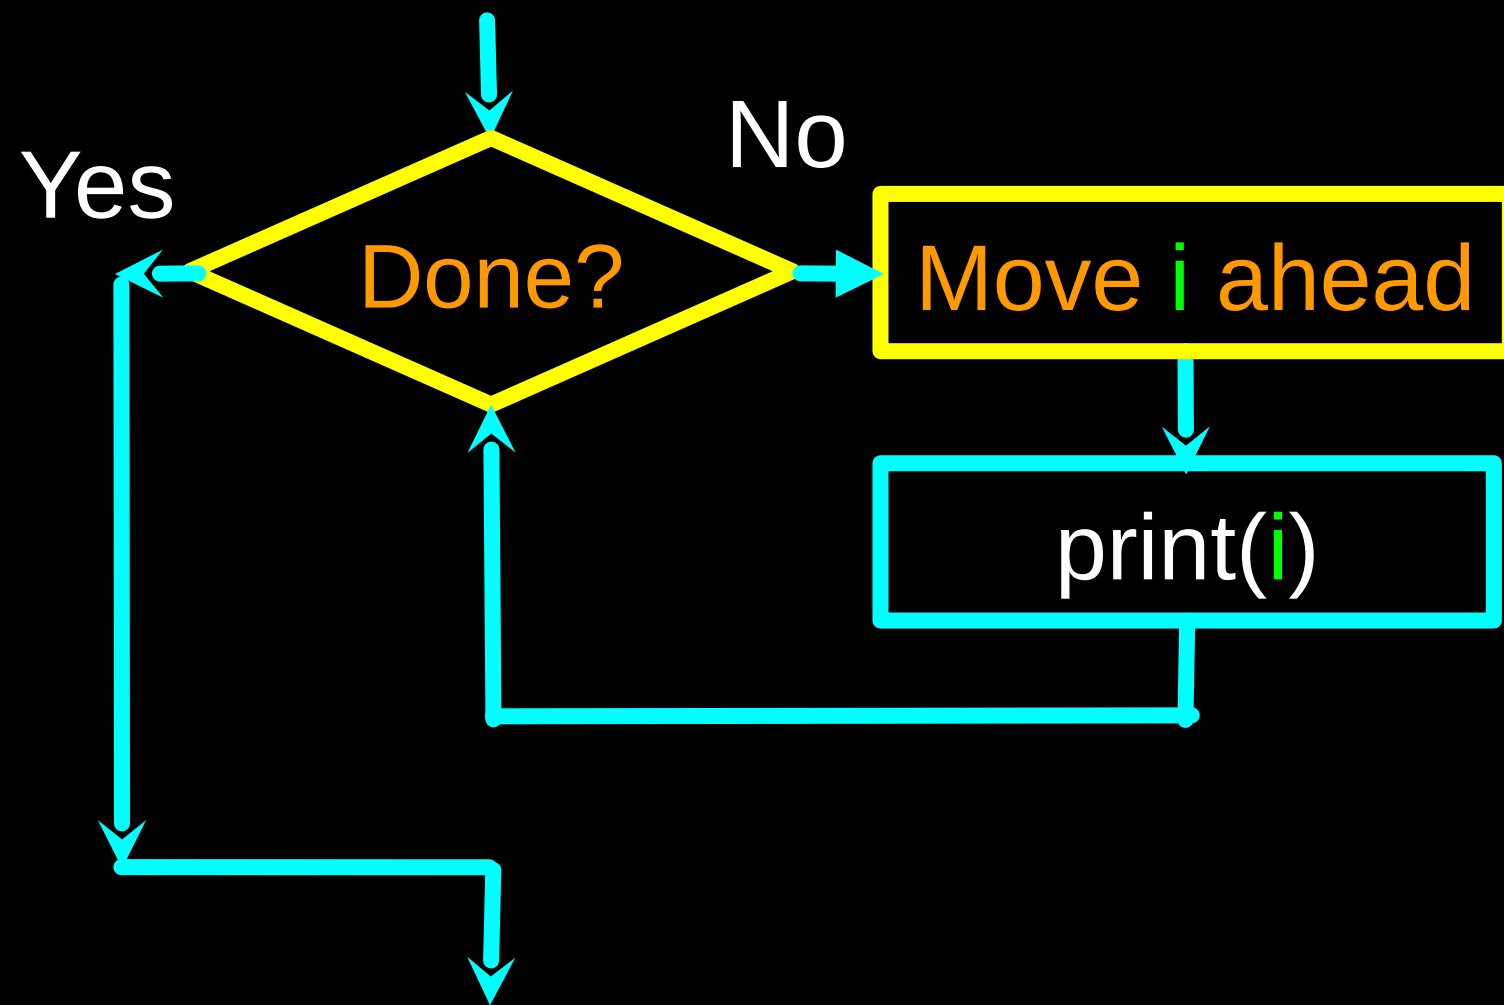 No
Yes
Done?
Move i ahead
print(i)